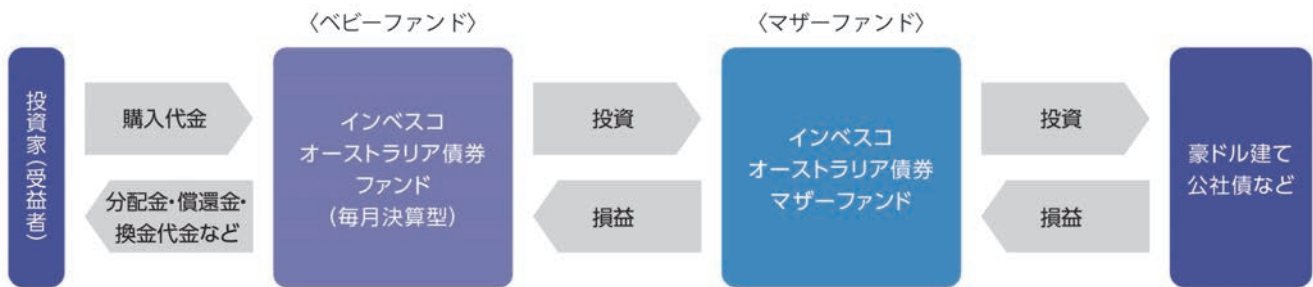 〈ベビーファンド〉
〈マザーファンド〉
投資家(受益者)
購入代金
分配金・償還金・
換金代金など
インベスコ
オーストラリア債券
ファンド
(毎月決算型)
投資
損益
インベスコ
オーストラリア債券
マザーファンド
投資
損益
豪ドル建て
公社債など